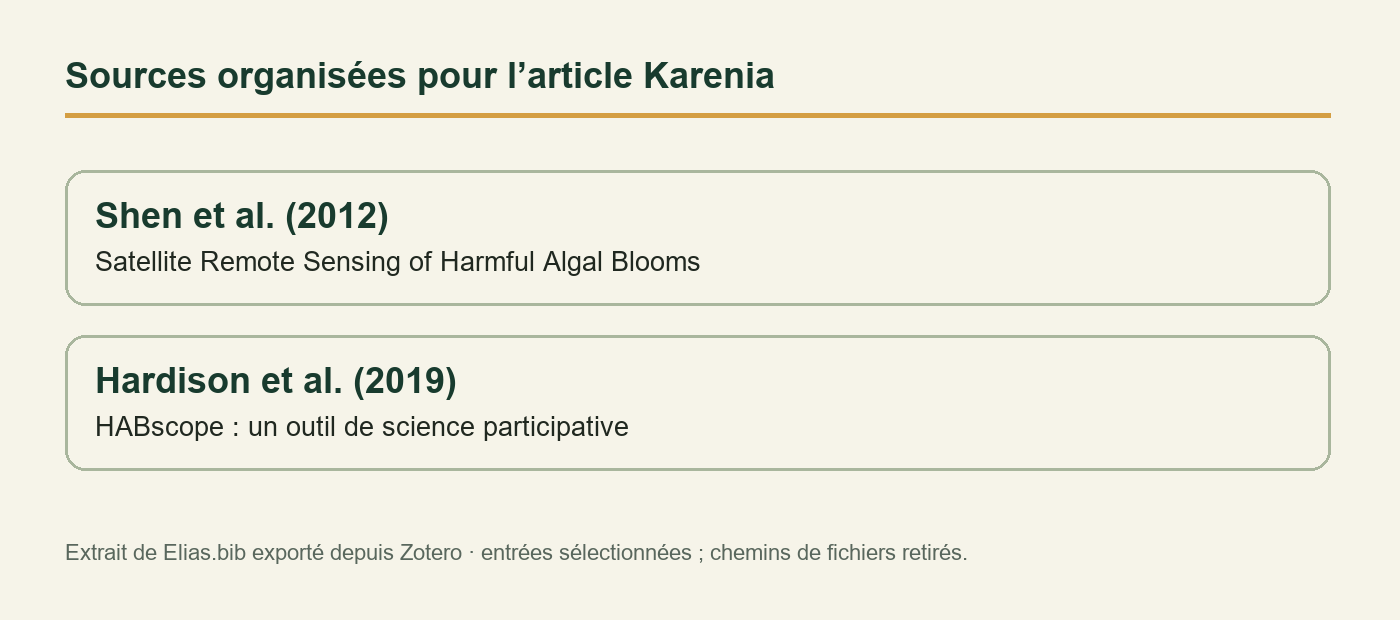 Sources organisées pour l’article Karenia
Shen et al. (2012)
Satellite Remote Sensing of Harmful Algal Blooms
Hardison et al. (2019)
HABscope : un outil de science participative
Extrait de Elias.bib exporté depuis Zotero · entrées sélectionnées ; chemins de fichiers retirés.